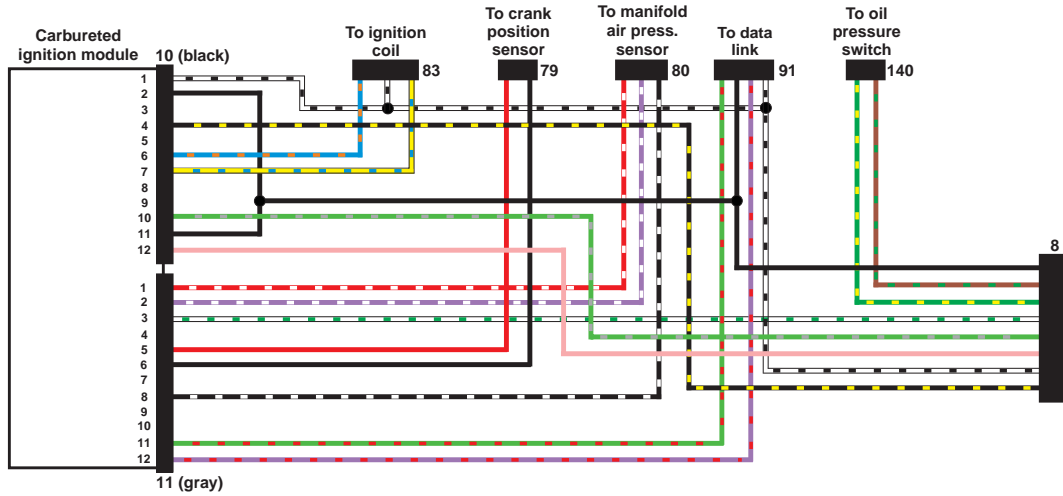 Carbureted
ignition module
10 (black)
To ignition
coil
83
To crank
position
sensor
79
To manifold
air press.
sensor
80
To data
link
91
To oil
pressure
switch
140
1
2
3
4
5
6
7
8
9
10
11
12
1
2
3
4
5
6
7
8
9
10
11
12
11 (gray)
8